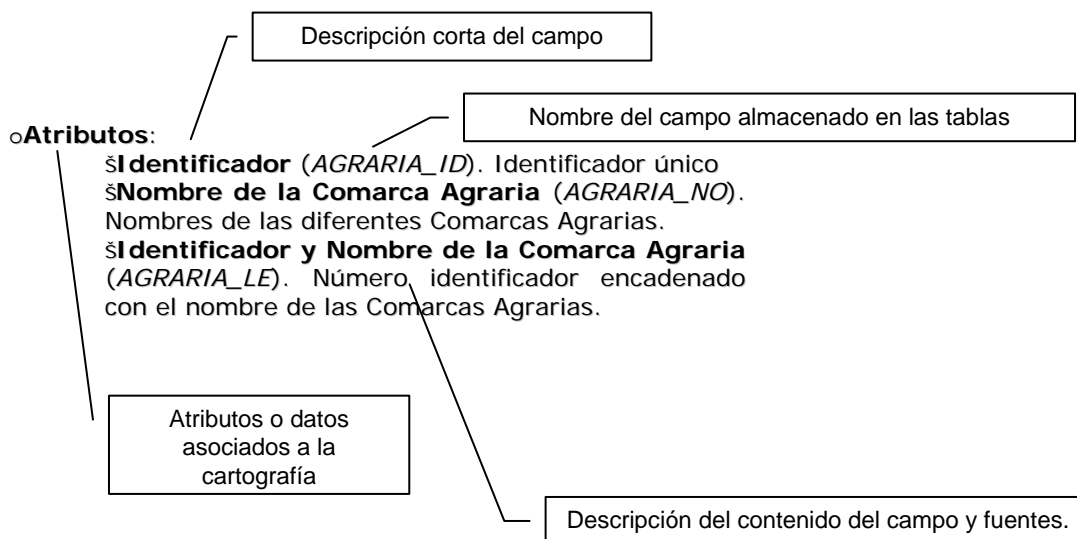 Descripción corta del campo
Nombre del campo almacenado en las tablas
oAtributos:
šIdentificador (AGRARIA_ID). Identificador único
šNombre de la Comarca Agraria (AGRARIA_NO).
Nombres de las diferentes Comarcas Agrarias.
šIdentificador y Nombre de la Comarca Agraria
(AGRARIA_LE). Número identificador encadenado
con el nombre de las Comarcas Agrarias.
Atributos o datos
asociados a la
cartografía
Descripción del contenido del campo y fuentes.